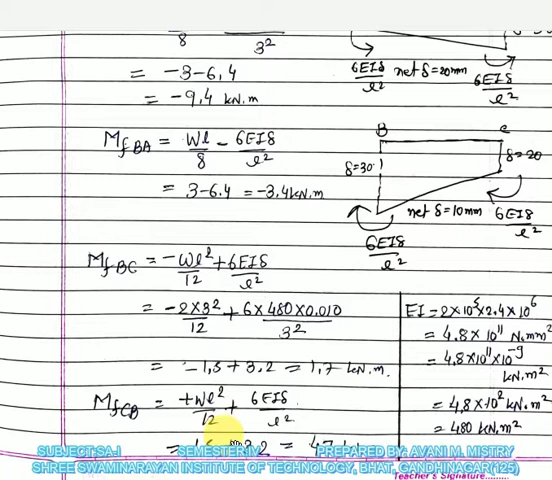 8 3²
= -3-6,4
= -9,4 kN.m
6EIδ/l² net δ=20mm 6EIδ/l²
MfBA = Wl/8 - 6EIδ/l²
= 3-6.4 = -3.4kN.m
B C
δ=30 δ=20
net δ=10mm 6EIδ/l²
6EIδ/l²
MfBC = -Wl²/12 + 6EIδ/l²
= -2×3²/12 + 6×480×0.010/3²
= -1,5+3.2 = 1,7 kN.m.
MfCB = +Wl²/12 + 6EIδ/l²
EI = 2×10⁵×2.4×10⁶
= 4.8×10¹¹ N.mm²
= 4.8×10¹¹×10⁻⁹ kN.m²
= 4,8×10² kN.m²
= 480 kN.m²
SUBJECT:SA-I SEMESTER:IV PREPARED BY: AVANI M. MISTRY
SHREE SWAMINARAYAN INSTITUTE OF TECHNOLOGY, BHAT, GANDHINAGAR(125)
Teacher's Signature